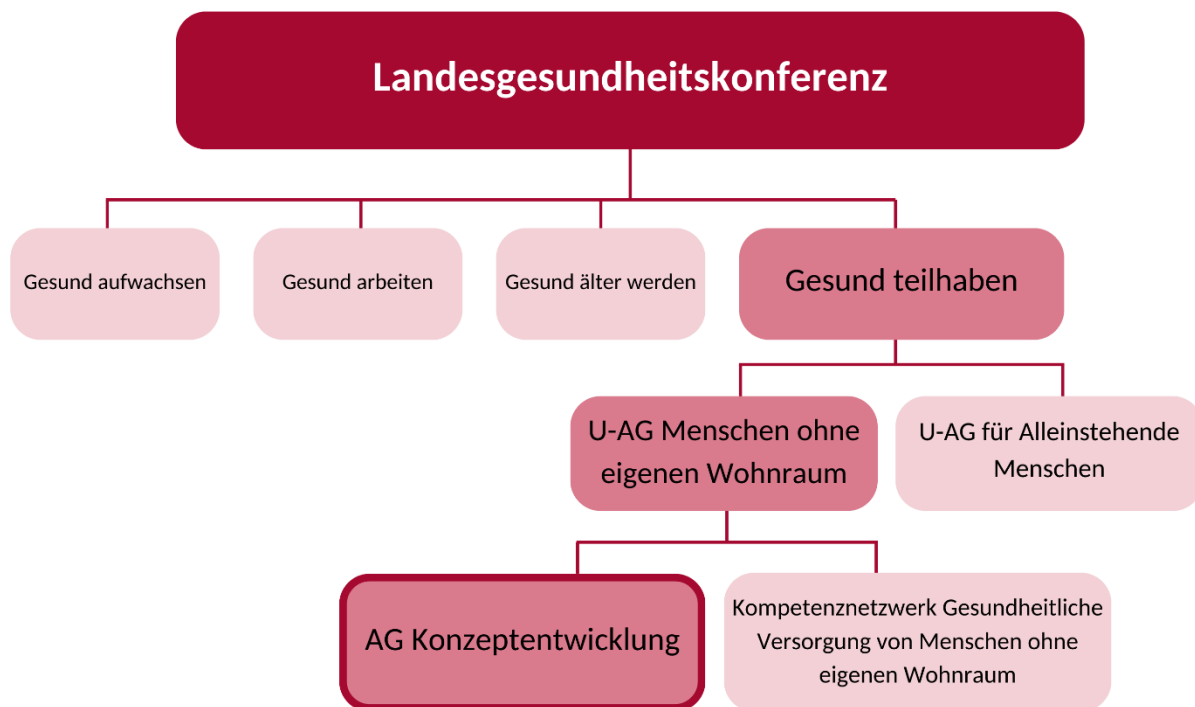 Landesgesundheitskonferenz
Gesund aufwachsen
Gesund arbeiten
Gesund älter werden
Gesund teilhaben
U-AG Menschen ohne
eigenen Wohnraum
U-AG für Alleinstehende
Menschen
AG Konzeptentwicklung
Kompetenznetzwerk Gesundheitliche
Versorgung von Menschen ohne
eigenen Wohnraum